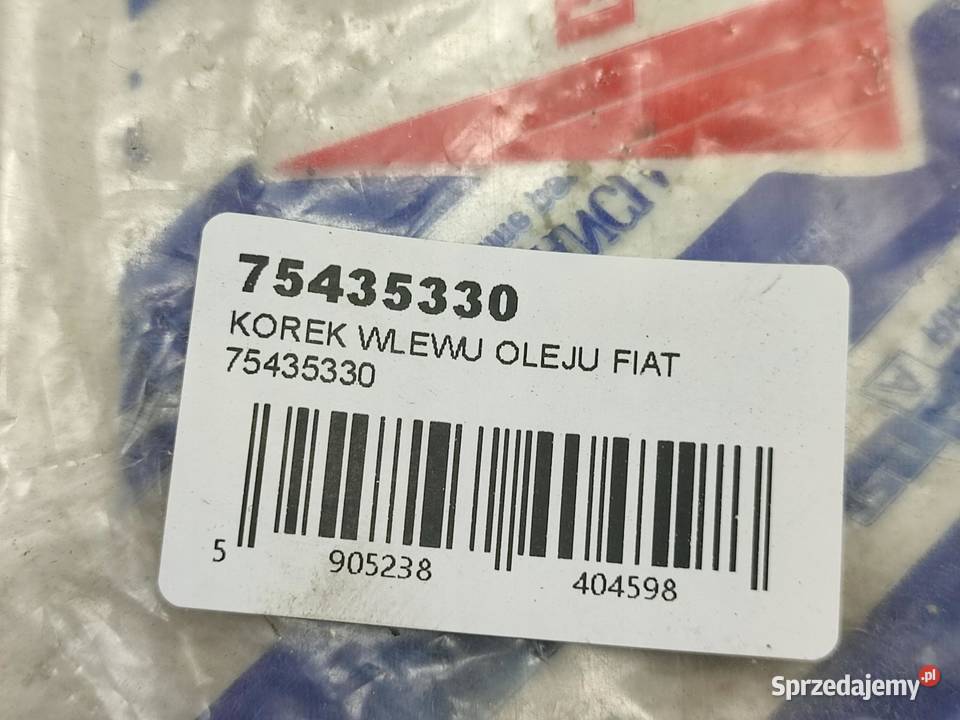 75435330
KOREK WLEWU OLEJU FIAT
75435330
5 905238 404598
Sprzedajemy.pl